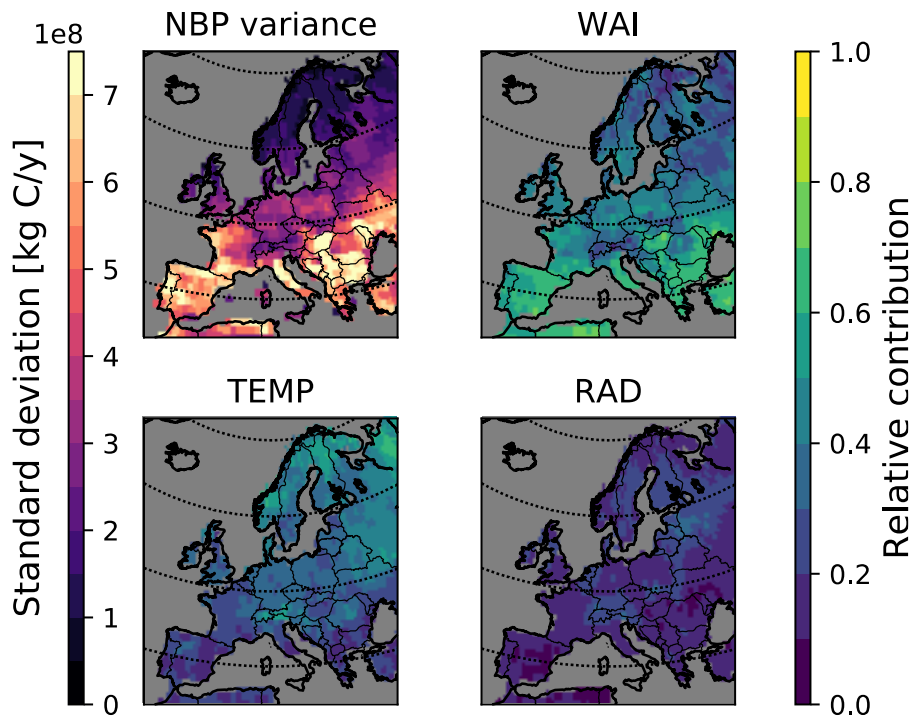 NBP variance
WAI
1e8
7
6
5
4
3
2
1
0
Standard deviation [kg C/y]
1.0
0.8
0.6
0.4
0.2
0.0
Relative contribution
TEMP
RAD